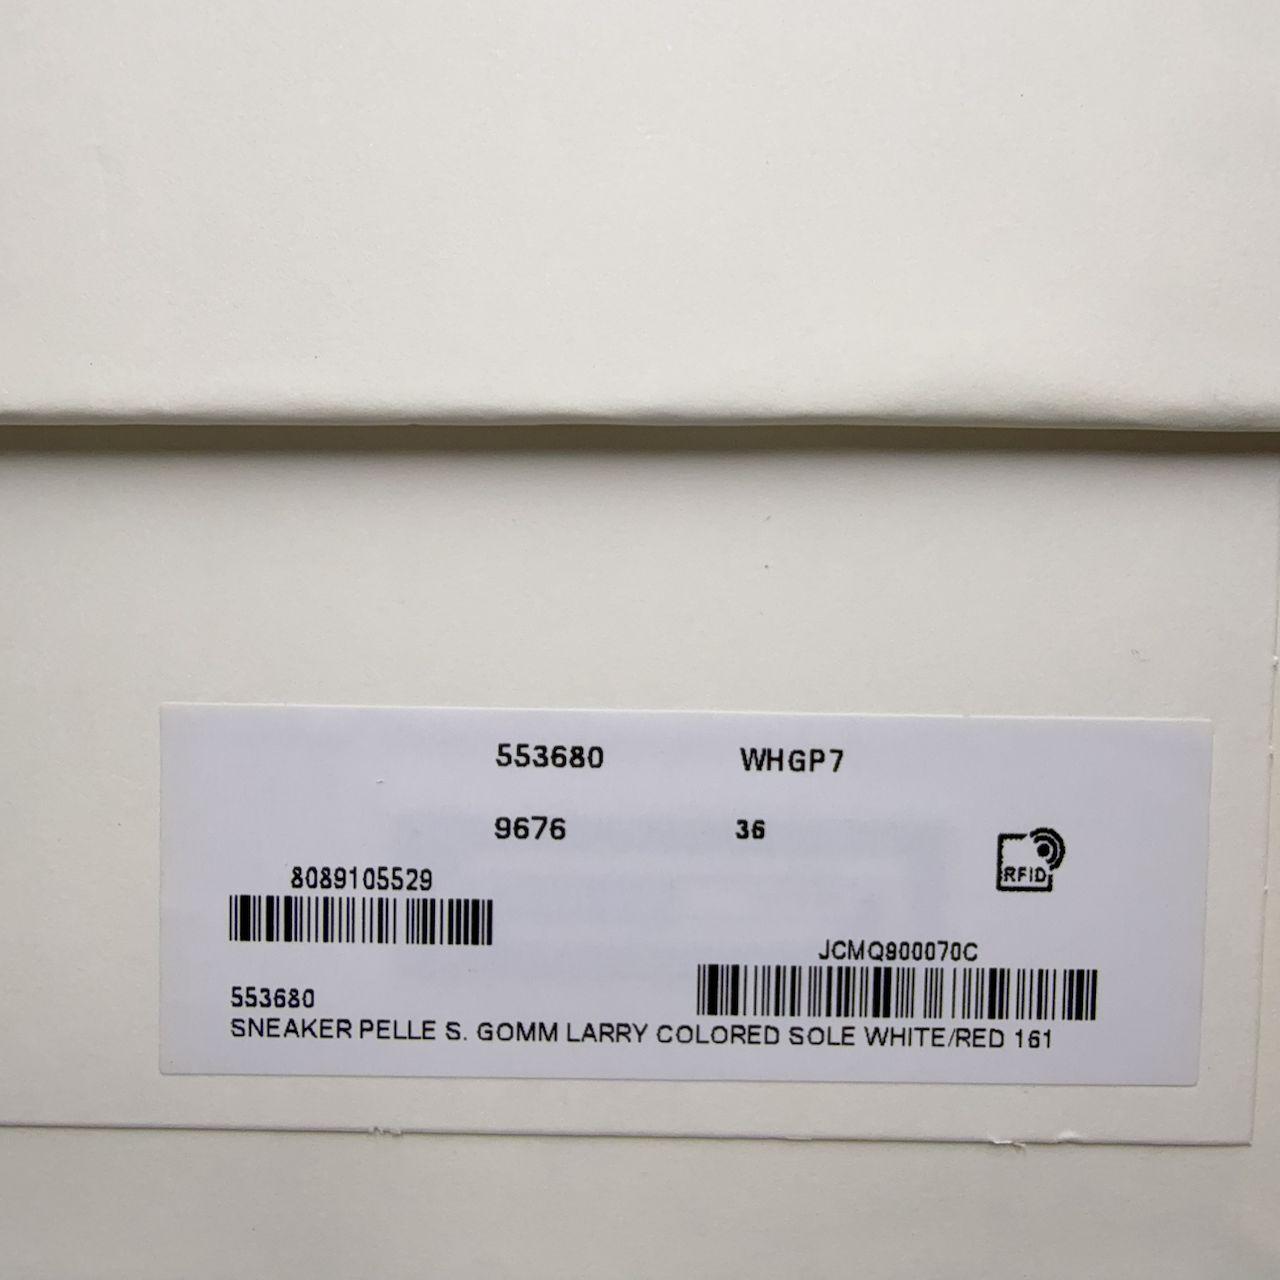 553680 WHGP7
9676 36
RFID
8089105529
JCMQ900070C
553680
SNEAKER PELLE S. GOMM LARRY COLORED SOLE WHITE/RED 161